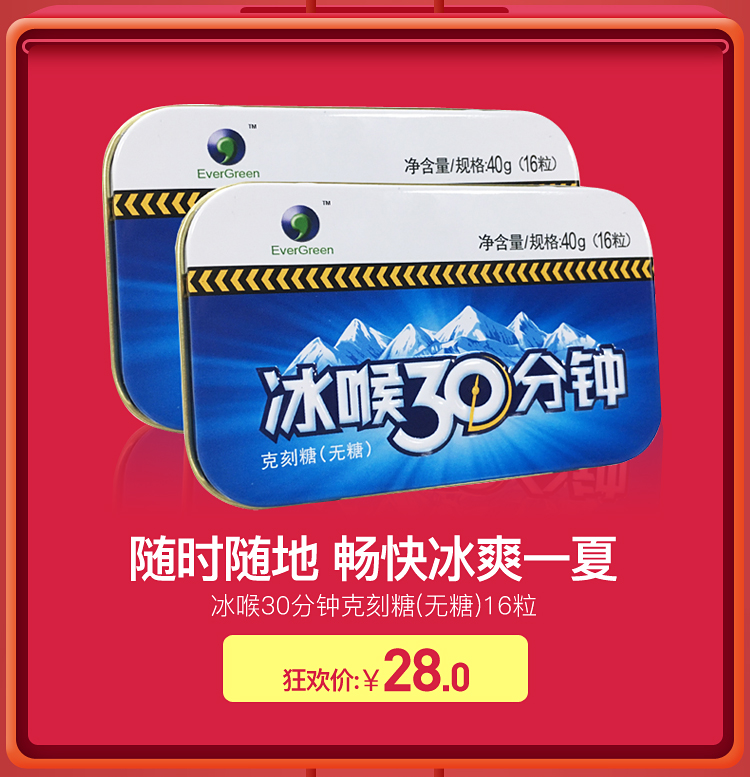 TM
EverGreen
净含量/规格:40g（16粒）
TM
EverGreen
净含量/规格:40g（16粒）
冰喉30分钟
克刻糖（无糖）
随时随地 畅快冰爽一夏
冰喉30分钟克刻糖(无糖)16粒
狂欢价:￥28.0